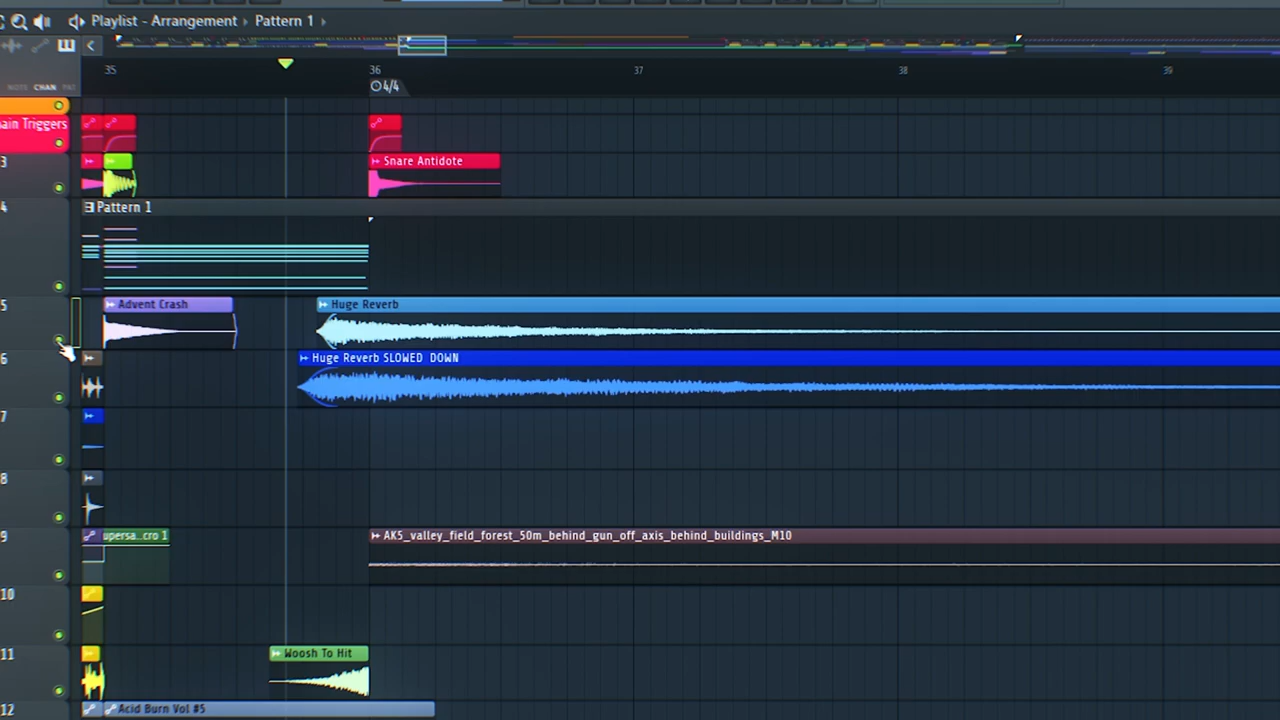 Playlist - Arrangement › Pattern 1 ›
35 36 37 38 39
4/4
NOTE CHAN PAT
ain Triggers
3
Snare Antidote
4
Pattern 1
5
Advent Crash
Huge Reverb
6
Huge Reverb SLOWED DOWN
7
8
9
upersa..cro 1
AK5_valley_field_forest_50m_behind_gun_off_axis_behind_buildings_M10
10
11
Woosh To Hit
12
Acid Burn Vol #5